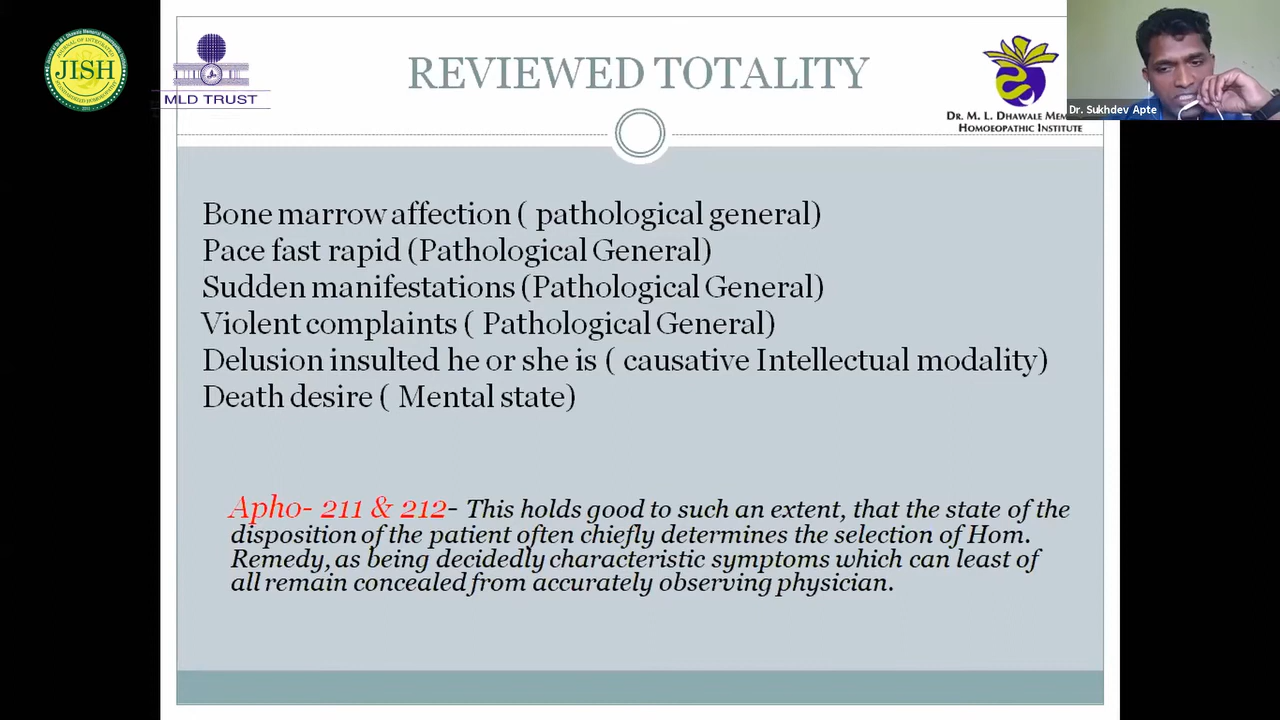 REVIEWED TOTALITY
JISH
MLD TRUST
DR. M. L. DHAWALE
HOMOEOPATHIC INSTITUTE
Dr. Sukhdev Apte
Bone marrow affection ( pathological general)
Pace fast rapid (Pathological General)
Sudden manifestations (Pathological General)
Violent complaints ( Pathological General)
Delusion insulted he or she is ( causative Intellectual modality)
Death desire ( Mental state)
Apho- 211 & 212- This holds good to such an extent, that the state of the
disposition of the patient often chiefly determines the selection of Hom.
Remedy, as being decidedly characteristic symptoms which can least of
all remain concealed from accurately observing physician.